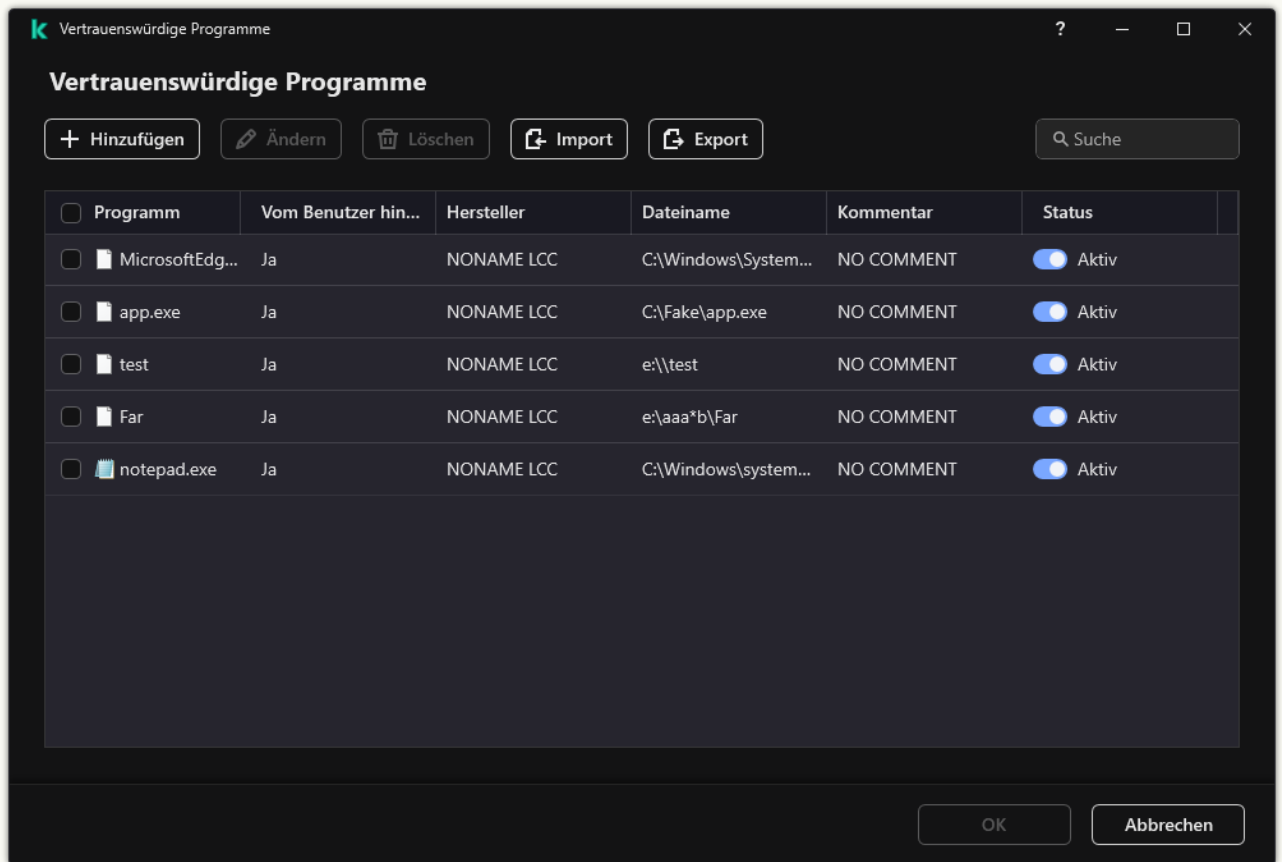 Vertrauenswürdige Programme ?
Vertrauenswürdige Programme
Hinzufügen Ändern Löschen Import Export Suche
Programm Vom Benutzer hin... Hersteller Dateiname Kommentar Status
MicrosoftEdg... Ja NONAME LCC C:\Windows\System... NO COMMENT Aktiv
app.exe Ja NONAME LCC C:\Fake\app.exe NO COMMENT Aktiv
test Ja NONAME LCC e:\\test NO COMMENT Aktiv
Far Ja NONAME LCC e:\aaa*b\Far NO COMMENT Aktiv
notepad.exe Ja NONAME LCC C:\Windows\system... NO COMMENT Aktiv
OK Abbrechen